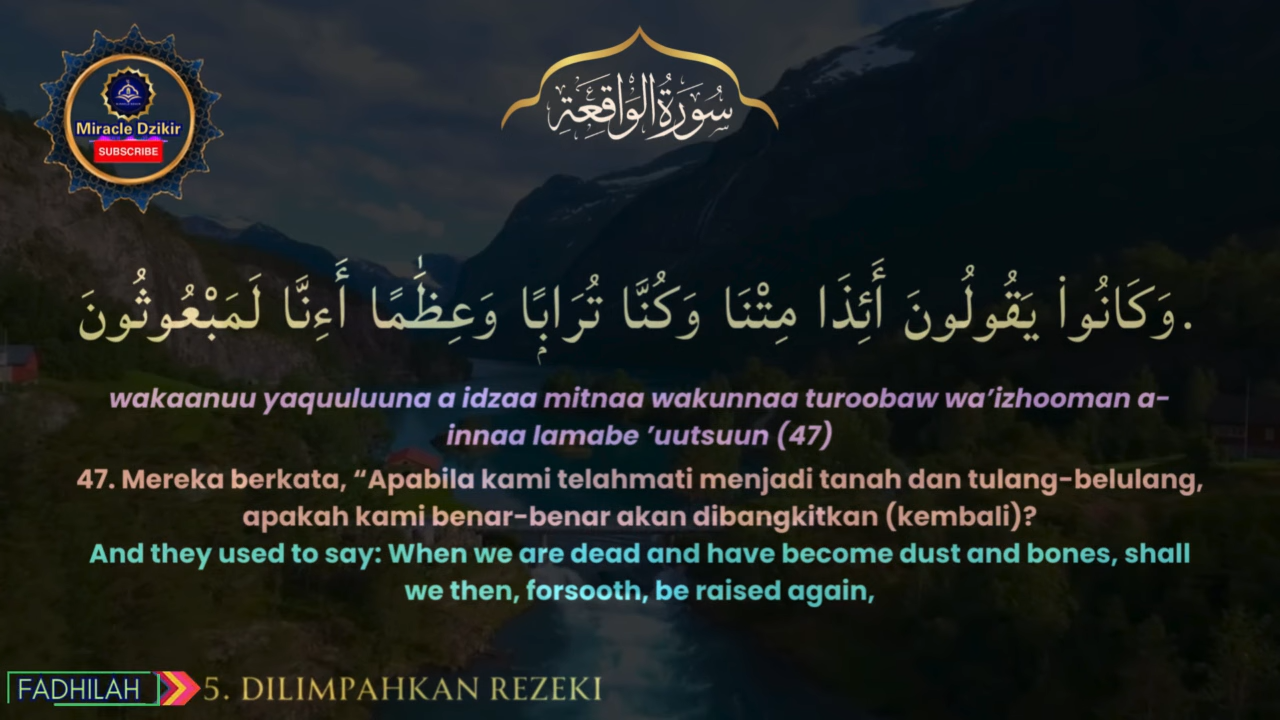 Miracle Dzikir
SUBSCRIBE
سُورَةُ الْوَاقِعَةِ
وَكَانُوا۟ يَقُولُونَ أَئِذَا مِتْنَا وَكُنَّا تُرَابًۭا وَعِظَٰمًا أَءِنَّا لَمَبْعُوثُونَ.
wakaanuu yaquuluuna a idzaa mitnaa wakunnaa turoobaw wa’izhooman a-
innaa lamabe ’uutsuun (47)
47. Mereka berkata, “Apabila kami telahmati menjadi tanah dan tulang-belulang,
apakah kami benar-benar akan dibangkitkan (kembali)?
And they used to say: When we are dead and have become dust and bones, shall
we then, forsooth, be raised again,
FADHILAH
5. DILIMPAHKAN REZEKI